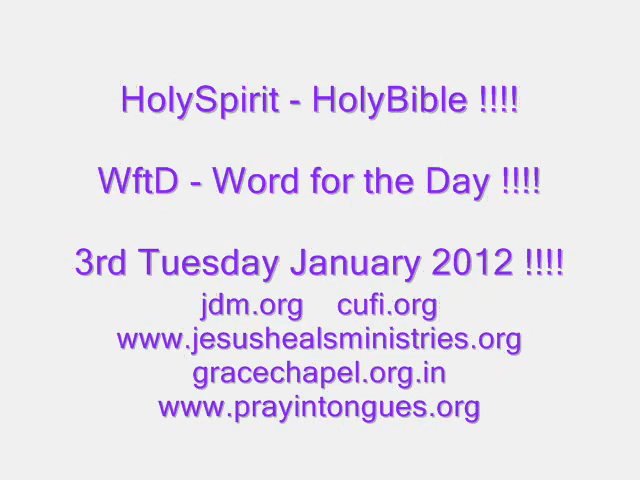 HolySpirit - HolyBible !!!!
WftD - Word for the Day !!!!
3rd Tuesday January 2012 !!!!
jdm.org    cufi.org
www.jesushealsministries.org
gracechapel.org.in
www.prayintongues.org